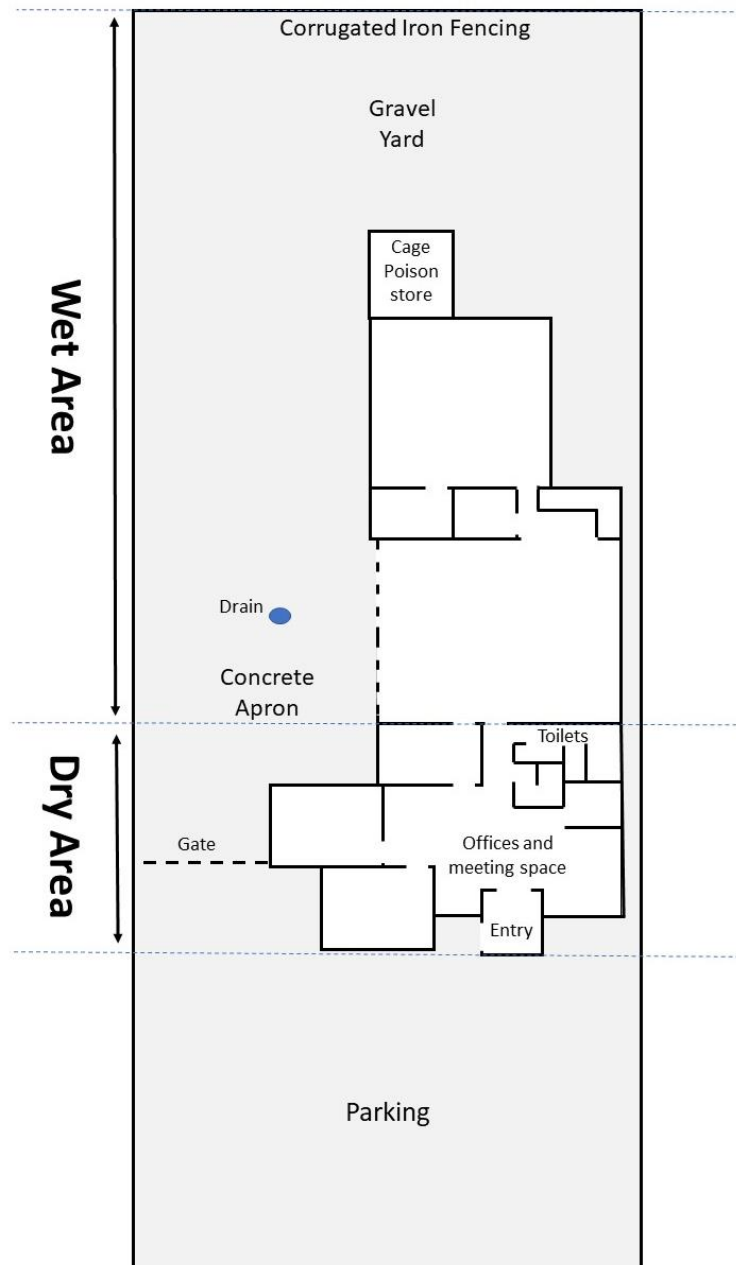 Corrugated Iron Fencing
Gravel
Yard
Cage
Poison
store
Wet Area
Drain
Concrete
Apron
Toilets
Dry Area
Gate
Offices and
meeting space
Entry
Parking